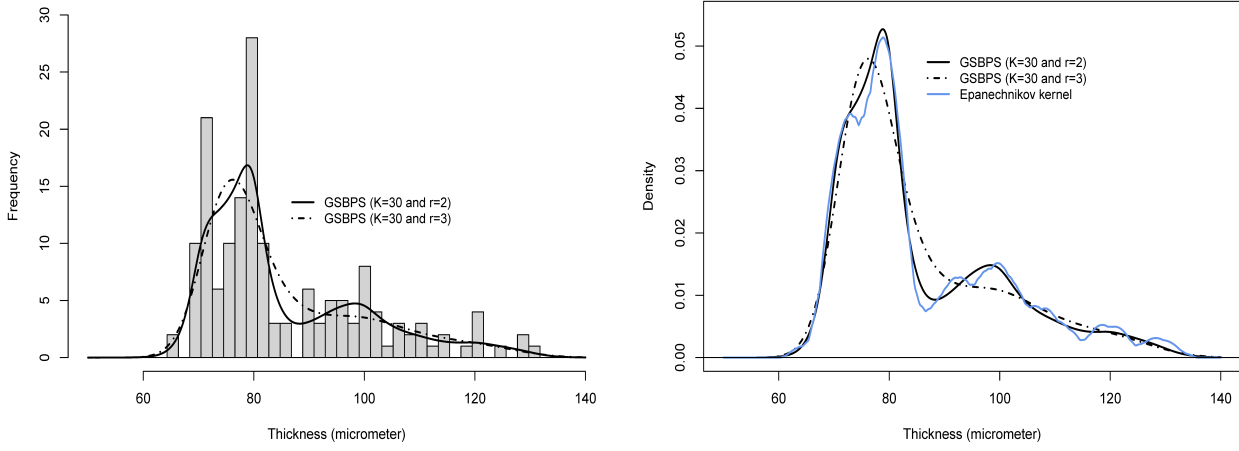 30
25
20
15
10
5
0
Frequency
GSBPS (K=30 and r=2)
GSBPS (K=30 and r=3)
60 80 100 120 140
Thickness (micrometer)
0.05
0.04
0.03
0.02
0.01
0.00
Density
GSBPS (K=30 and r=2)
GSBPS (K=30 and r=3)
Epanechnikov kernel
60 80 100 120 140
Thickness (micrometer)